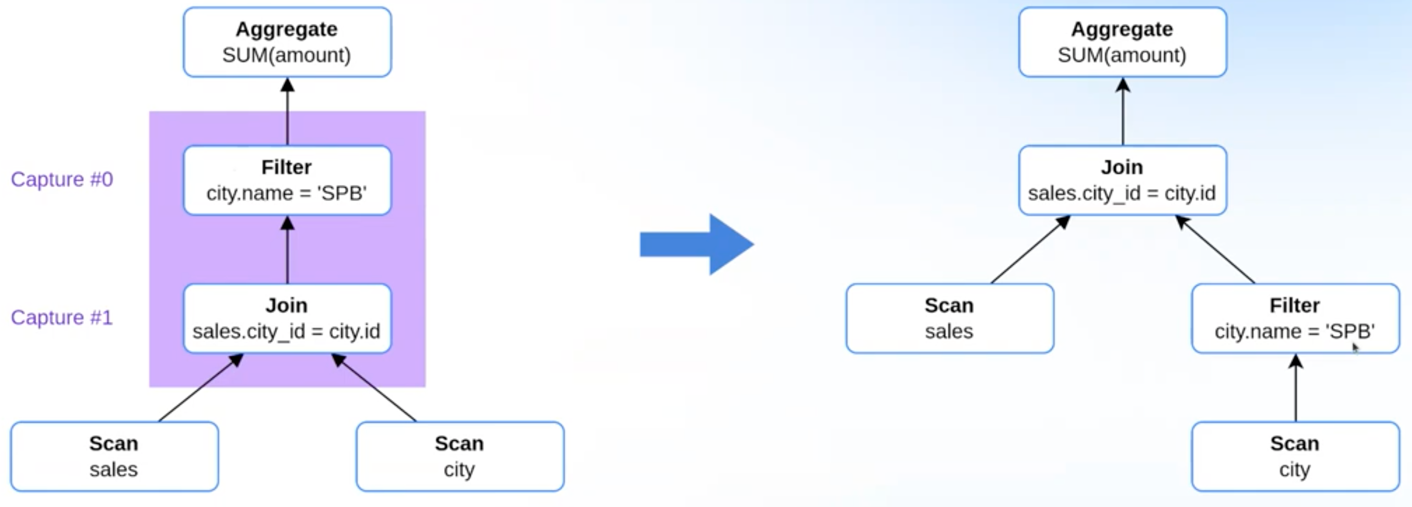 Aggregate
SUM(amount)
Capture #0
Filter
city.name = 'SPB'
Capture #1
Join
sales.city_id = city.id
Scan
sales
Scan
city
Aggregate
SUM(amount)
Join
sales.city_id = city.id
Scan
sales
Filter
city.name = 'SPB'
Scan
city